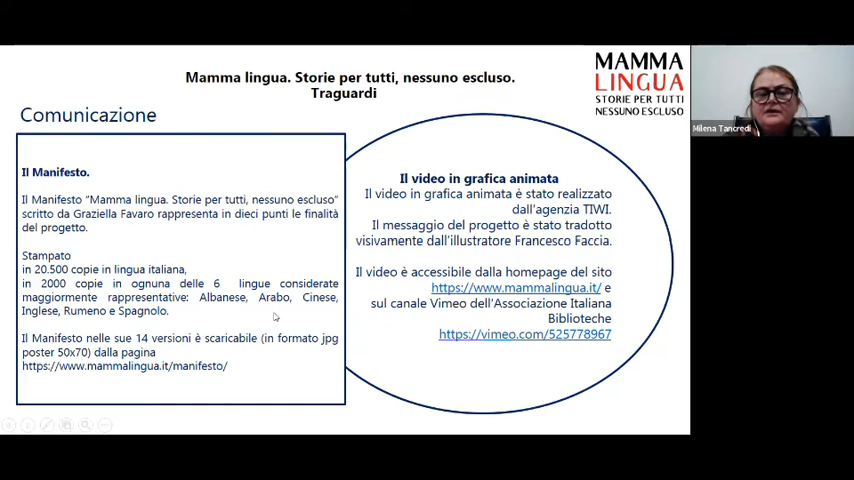 Mamma lingua. Storie per tutti, nessuno escluso.
Traguardi
MAMMA
LINGUA
STORIE PER TUTTI
NESSUNO ESCLUSO
Milena Tancredi
Comunicazione
Il Manifesto.
Il Manifesto “Mamma lingua. Storie per tutti, nessuno escluso”
scritto da Graziella Favaro rappresenta in dieci punti le finalità
del progetto.
Stampato
in 20.500 copie in lingua italiana,
in 2000 copie in ognuna delle 6 lingue considerate
maggiormente rappresentative: Albanese, Arabo, Cinese,
Inglese, Rumeno e Spagnolo.
Il Manifesto nelle sue 14 versioni è scaricabile (in formato jpg
poster 50x70) dalla pagina
https://www.mammalingua.it/manifesto/
Il video in grafica animata
Il video in grafica animata è stato realizzato
dall’agenzia TIWI.
Il messaggio del progetto è stato tradotto
visivamente dall’illustratore Francesco Faccia.
Il video è accessibile dalla homepage del sito
https://www.mammalingua.it/ e
sul canale Vimeo dell’Associazione Italiana
Biblioteche
https://vimeo.com/525778967